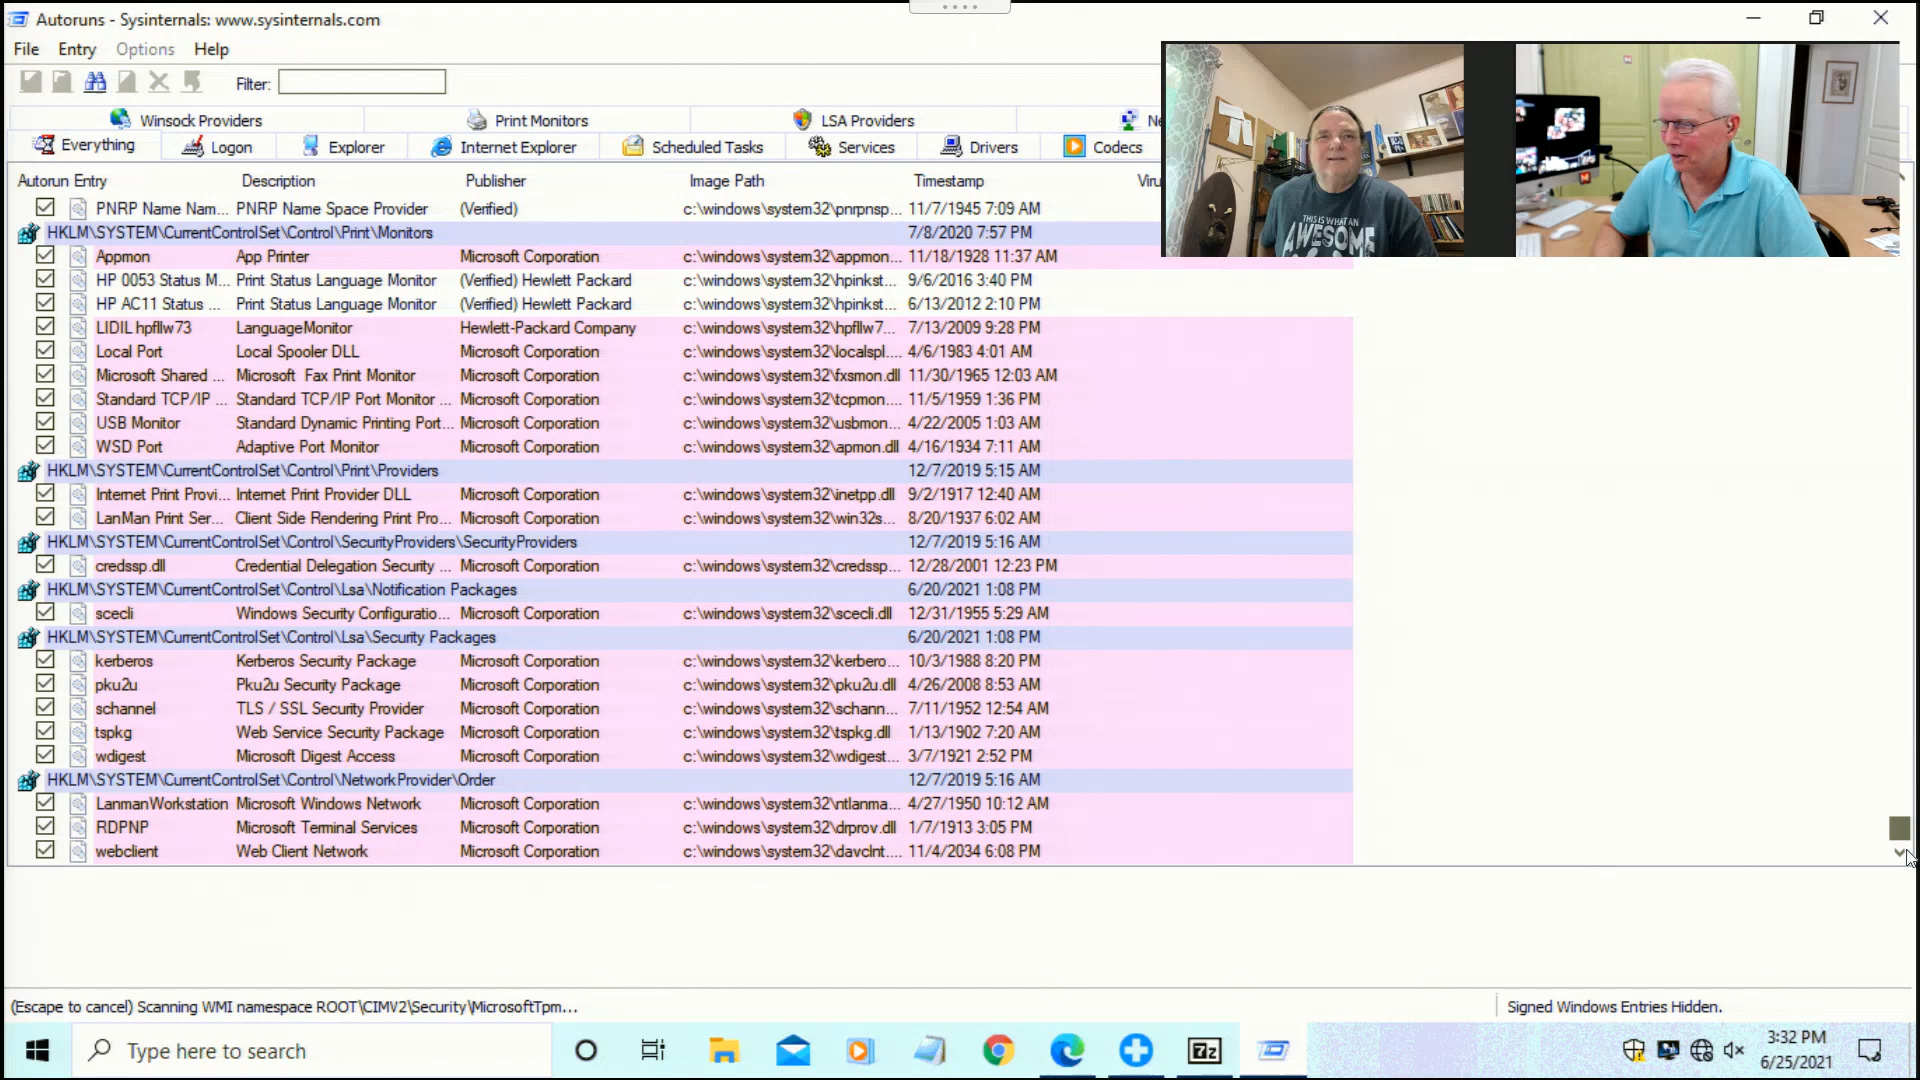 Autoruns - Sysinternals: www.sysinternals.com
File Entry Options Help
Filter:
Winsock Providers Print Monitors LSA Providers Ne
Everything Logon Explorer Internet Explorer Scheduled Tasks Services Drivers Codecs
Autorun Entry Description Publisher Image Path Timestamp Viru
PNRP Name Nam... PNRP Name Space Provider (Verified) c:\windows\system32\pnrpnsp... 11/7/1945 7:09 AM
HKLM\SYSTEM\CurrentControlSet\Control\Print\Monitors 7/8/2020 7:57 PM
Appmon App Printer Microsoft Corporation c:\windows\system32\appmon... 11/18/1928 11:37 AM
HP 0053 Status M... Print Status Language Monitor (Verified) Hewlett Packard c:\windows\system32\hpinkst... 9/6/2016 3:40 PM
HP AC11 Status ... Print Status Language Monitor (Verified) Hewlett Packard c:\windows\system32\hpinkst... 6/13/2012 2:10 PM
LIDIL hpfllw73 LanguageMonitor Hewlett-Packard Company c:\windows\system32\hpfllw7... 7/13/2009 9:28 PM
Local Port Local Spooler DLL Microsoft Corporation c:\windows\system32\localspl.... 4/6/1983 4:01 AM
Microsoft Shared ... Microsoft Fax Print Monitor Microsoft Corporation c:\windows\system32\fxsmon.dll 11/30/1965 12:03 AM
Standard TCP/IP ... Standard TCP/IP Port Monitor ... Microsoft Corporation c:\windows\system32\tcpmon.... 11/5/1959 1:36 PM
USB Monitor Standard Dynamic Printing Port... Microsoft Corporation c:\windows\system32\usbmon... 4/22/2005 1:03 AM
WSD Port Adaptive Port Monitor Microsoft Corporation c:\windows\system32\apmon.dll 4/16/1934 7:11 AM
HKLM\SYSTEM\CurrentControlSet\Control\Print\Providers 12/7/2019 5:15 AM
Internet Print Provi... Internet Print Provider DLL Microsoft Corporation c:\windows\system32\inetpp.dll 9/2/1917 12:40 AM
LanMan Print Ser... Client Side Rendering Print Pro... Microsoft Corporation c:\windows\system32\win32s... 8/20/1937 6:02 AM
HKLM\SYSTEM\CurrentControlSet\Control\SecurityProviders\SecurityProviders 12/7/2019 5:16 AM
credssp.dll Credential Delegation Security ... Microsoft Corporation c:\windows\system32\credssp... 12/28/2001 12:23 PM
HKLM\SYSTEM\CurrentControlSet\Control\Lsa\Notification Packages 6/20/2021 1:08 PM
scecli Windows Security Configuratio... Microsoft Corporation c:\windows\system32\scecli.dll 12/31/1955 5:29 AM
HKLM\SYSTEM\CurrentControlSet\Control\Lsa\Security Packages 6/20/2021 1:08 PM
kerberos Kerberos Security Package Microsoft Corporation c:\windows\system32\kerbero... 10/3/1988 8:20 PM
pku2u Pku2u Security Package Microsoft Corporation c:\windows\system32\pku2u.dll 4/26/2008 8:53 AM
schannel TLS / SSL Security Provider Microsoft Corporation c:\windows\system32\schann... 7/11/1952 12:54 AM
tspkg Web Service Security Package Microsoft Corporation c:\windows\system32\tspkg.dll 1/13/1902 7:20 AM
wdigest Microsoft Digest Access Microsoft Corporation c:\windows\system32\wdigest... 3/7/1921 2:52 PM
HKLM\SYSTEM\CurrentControlSet\Control\NetworkProvider\Order 12/7/2019 5:16 AM
LanmanWorkstation Microsoft Windows Network Microsoft Corporation c:\windows\system32\ntlanma... 4/27/1950 10:12 AM
RDPNP Microsoft Terminal Services Microsoft Corporation c:\windows\system32\drprov.dll 1/7/1913 3:05 PM
webclient Web Client Network Microsoft Corporation c:\windows\system32\davclnt.... 11/4/2034 6:08 PM
THIS IS WHAT AN
AWESOME
(Escape to cancel) Scanning WMI namespace ROOT\CIMV2\Security\MicrosoftTpm... Signed Windows Entries Hidden.
Type here to search
7z
3:32 PM
6/25/2021